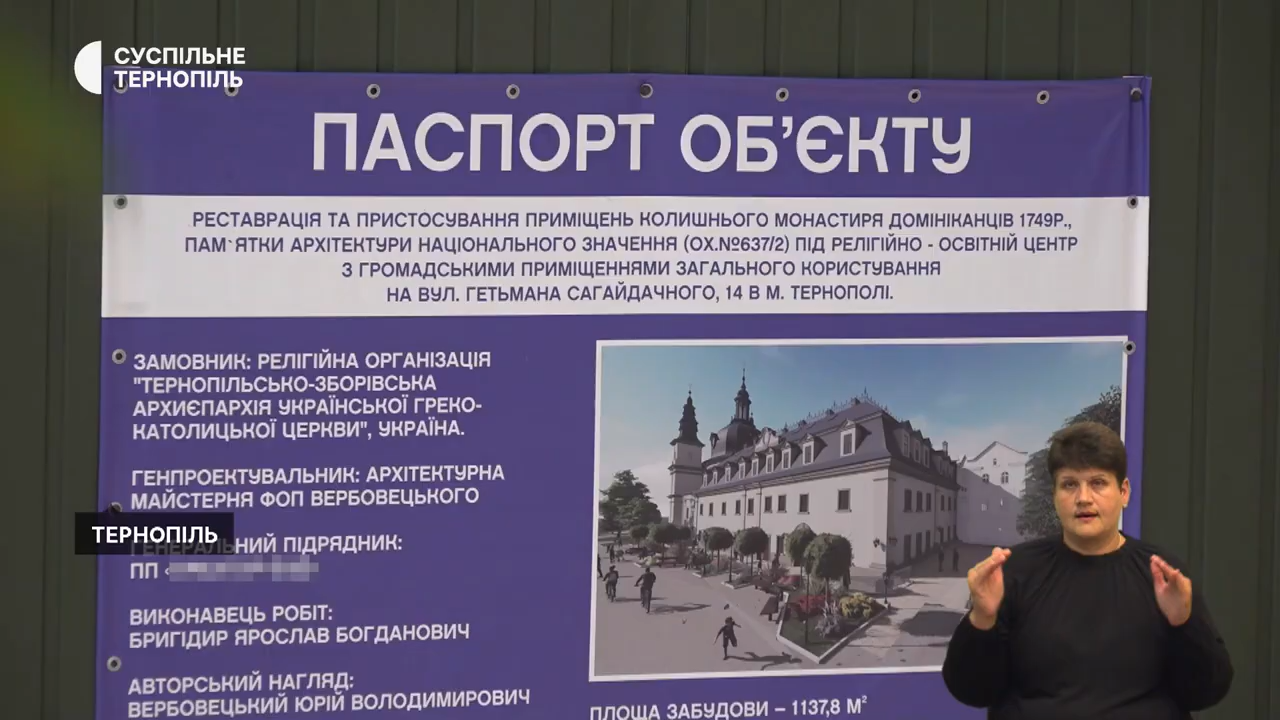 СУСПІЛЬНЕ
ТЕРНОПІЛЬ
ПАСПОРТ ОБ’ЄКТУ
РЕСТАВРАЦІЯ ТА ПРИСТОСУВАННЯ ПРИМІЩЕНЬ КОЛИШНЬОГО МОНАСТИРЯ ДОМІНІКАНЦІВ 1749Р.,
ПАМ`ЯТКИ АРХІТЕКТУРИ НАЦІОНАЛЬНОГО ЗНАЧЕННЯ (ОХ.№637/2) ПІД РЕЛІГІЙНО - ОСВІТНІЙ ЦЕНТР
З ГРОМАДСЬКИМИ ПРИМІЩЕННЯМИ ЗАГАЛЬНОГО КОРИСТУВАННЯ
НА ВУЛ. ГЕТЬМАНА САГАЙДАЧНОГО, 14 В М. ТЕРНОПОЛІ.
ЗАМОВНИК: РЕЛІГІЙНА ОРГАНІЗАЦІЯ
"ТЕРНОПІЛЬСЬКО-ЗБОРІВСЬКА
АРХИЄПАРХІЯ УКРАЇНСЬКОЇ ГРЕКО-
КАТОЛИЦЬКОЇ ЦЕРКВИ", УКРАЇНА.
ГЕНПРОЕКТУВАЛЬНИК: АРХІТЕКТУРНА
МАЙСТЕРНЯ ФОП ВЕРБОВЕЦЬКОГО
ТЕРНОПІЛЬ
ГЕНЕРАЛЬНИЙ ПІДРЯДНИК:
ПП
ВИКОНАВЕЦЬ РОБІТ:
БРИГІДИР ЯРОСЛАВ БОГДАНОВИЧ
АВТОРСЬКИЙ НАГЛЯД:
ВЕРБОВЕЦЬКИЙ ЮРІЙ ВОЛОДИМИРОВИЧ
ПЛОЩА ЗАБУДОВИ – 1137,8 М²